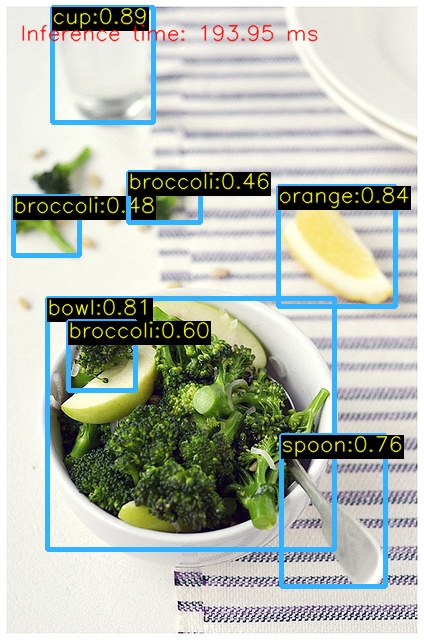 cup:0.89
Inference time: 193.95 ms
broccoli:0.46
orange:0.84
broccoli:0.48
bowl:0.81
broccoli:0.60
spoon:0.76